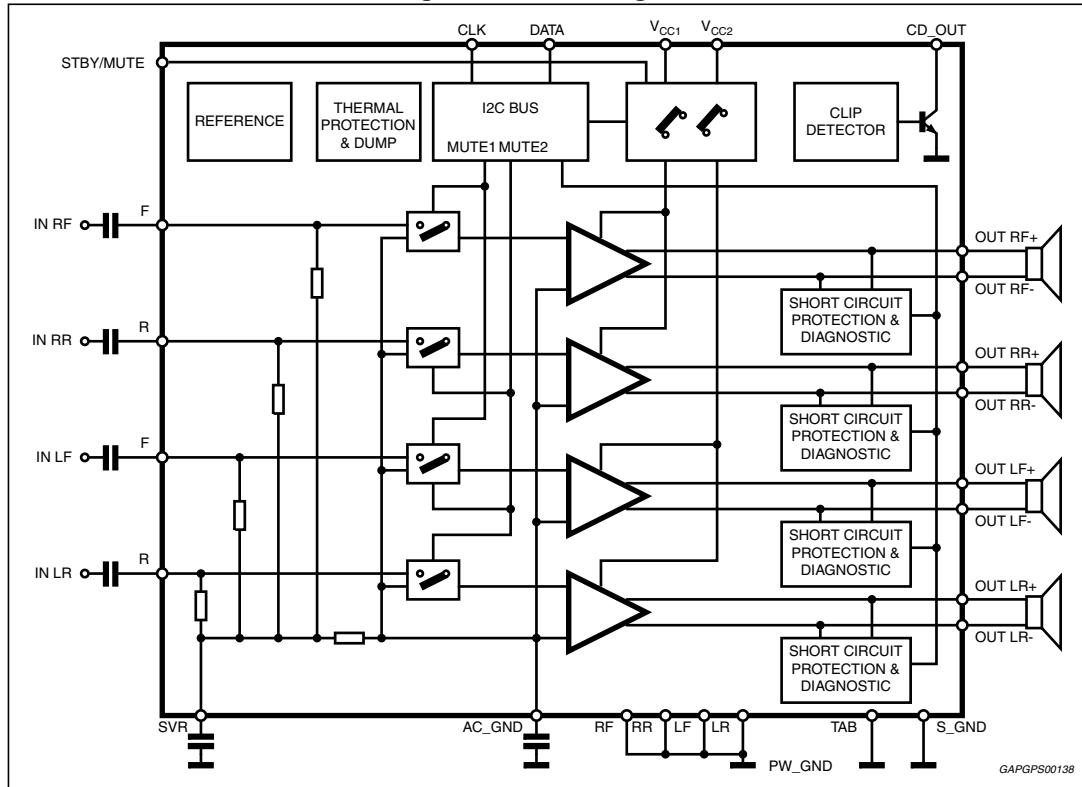 CLK DATA VCC1 VCC2 CD_OUT
STBY/MUTE
REFERENCE
THERMAL
PROTECTION
& DUMP
I2C BUS
MUTE1 MUTE2
CLIP
DETECTOR
IN RF F
OUT RF+
OUT RF-
SHORT CIRCUIT
PROTECTION &
DIAGNOSTIC
IN RR R
OUT RR+
OUT RR-
SHORT CIRCUIT
PROTECTION &
DIAGNOSTIC
IN LF F
OUT LF+
OUT LF-
SHORT CIRCUIT
PROTECTION &
DIAGNOSTIC
IN LR R
OUT LR+
OUT LR-
SHORT CIRCUIT
PROTECTION &
DIAGNOSTIC
SVR AC_GND RF RR LF LR TAB S_GND
PW_GND
GAPGPS00138